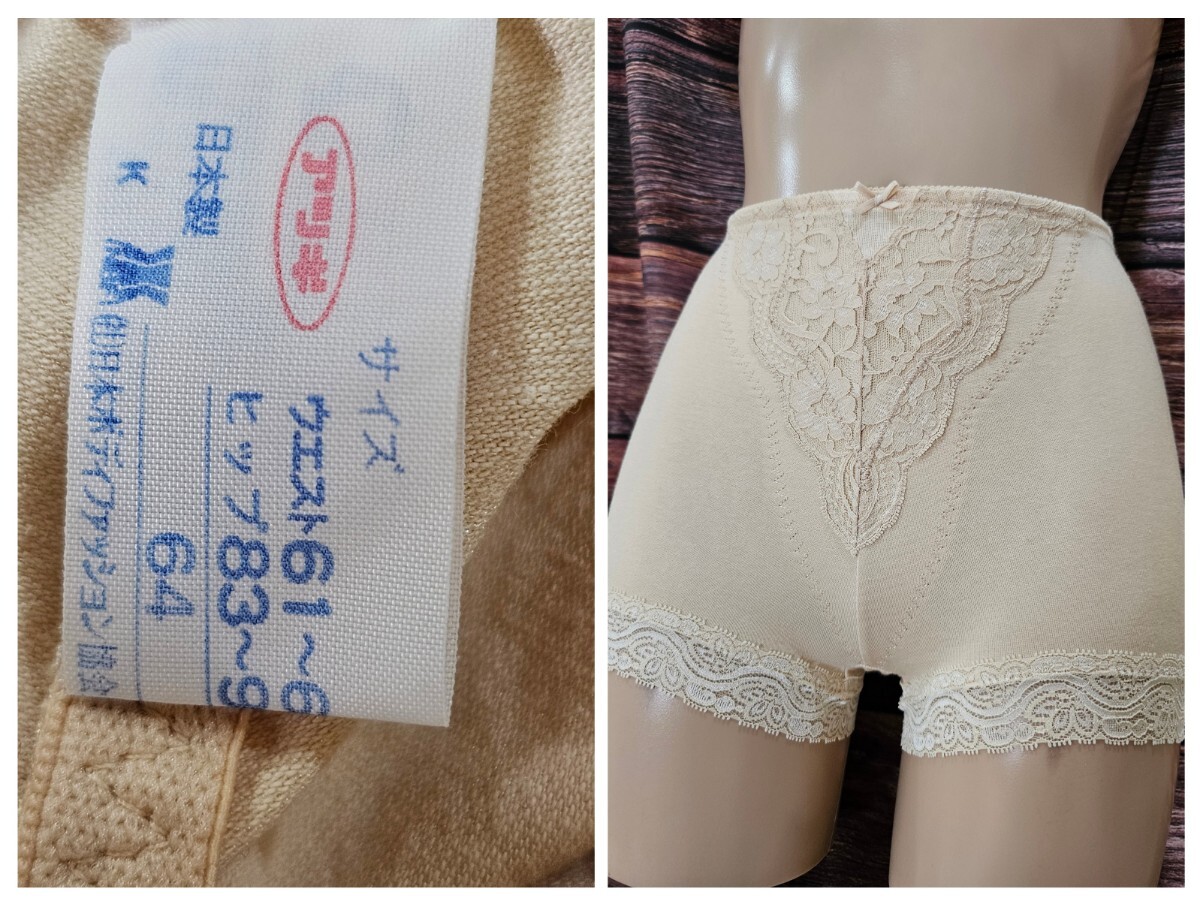 アツギ
サイズ
ウエスト61~6
ヒップ83~9
64
日本製
K
㈳日本ボディファッション協会